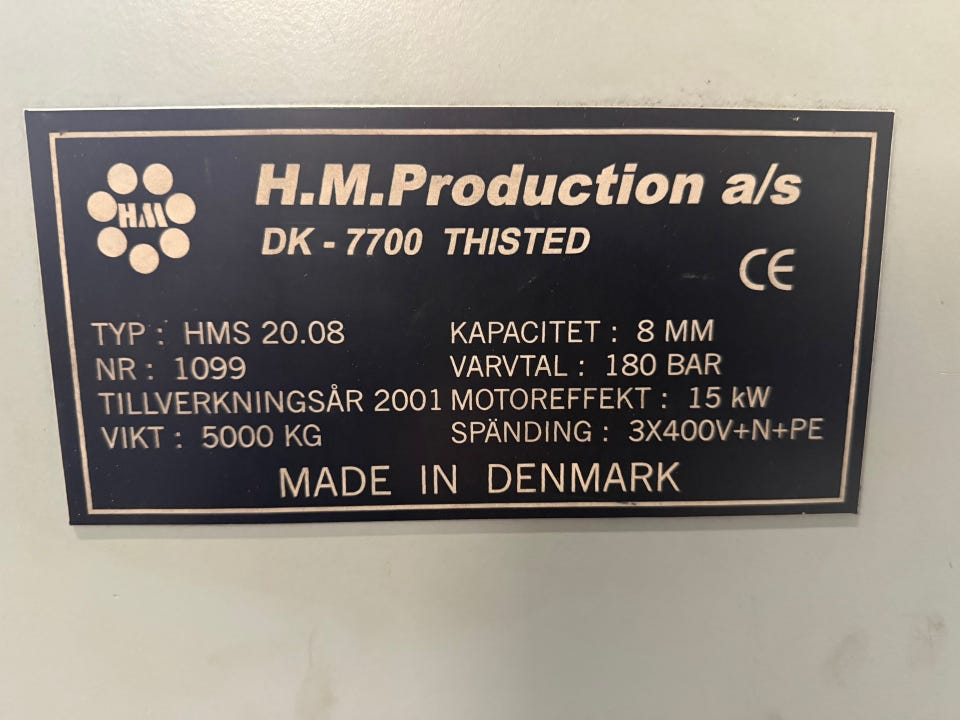 HM
H.M.Production a/s
DK - 7700 THISTED
CE
TYP : HMS 20.08
NR : 1099
TILLVERKNINGSÅR 2001
VIKT : 5000 KG
KAPACITET : 8 MM
VARVTAL : 180 BAR
MOTOREFFEKT : 15 kW
SPÄNDING : 3X400V+N+PE
MADE IN DENMARK